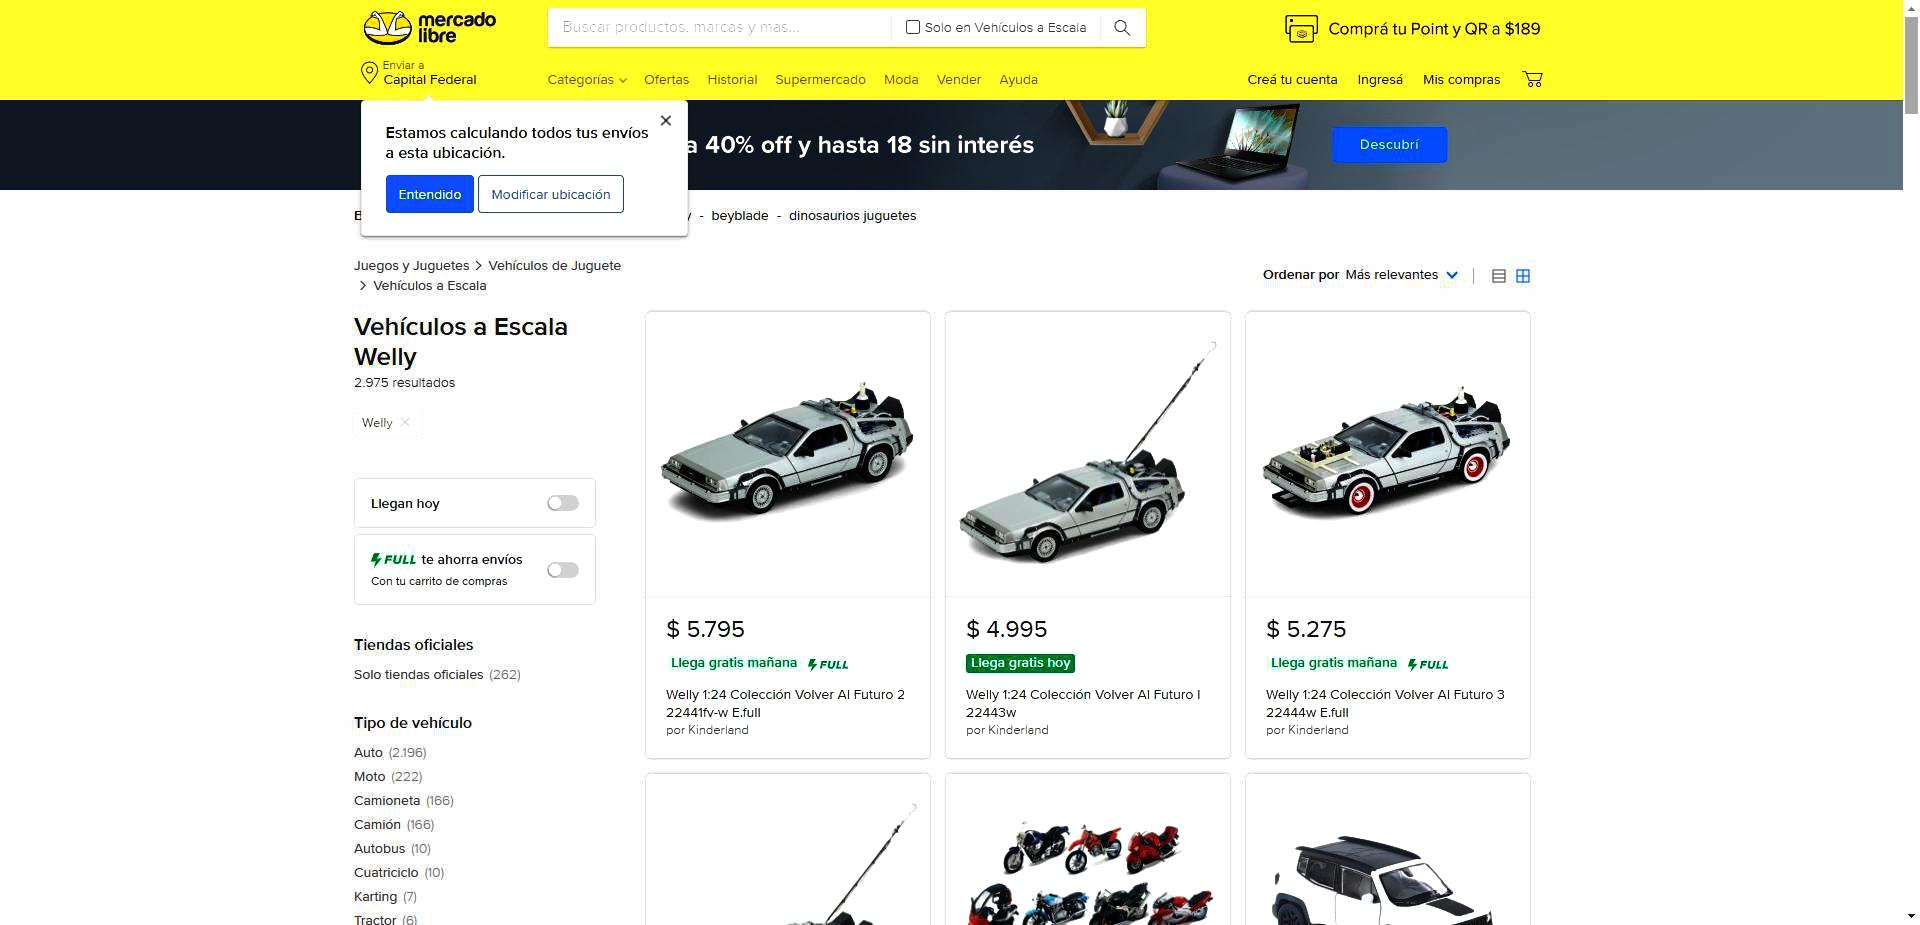 mercado
libre
Buscar productos, marcas y mas...
Solo en Vehículos a Escala
Comprá tu Point y QR a $189
Enviar a
Capital Federal
Categorías
Ofertas
Historial
Supermercado
Moda
Vender
Ayuda
Creá tu cuenta
Ingresá
Mis compras
Estamos calculando todos tus envíos
a esta ubicación.
Entendido
Modificar ubicación
a 40% off y hasta 18 sin interés
Descubrí
- beyblade - dinosaurios juguetes
Juegos y Juguetes > Vehículos de Juguete
> Vehículos a Escala
Ordenar por Más relevantes
Vehículos a Escala
Welly
2.975 resultados
Welly
Llegan hoy
FULL te ahorra envíos
Con tu carrito de compras
Tiendas oficiales
Solo tiendas oficiales (262)
Tipo de vehículo
Auto (2.196)
Moto (222)
Camioneta (166)
Camión (166)
Autobus (10)
Cuatriciclo (10)
Karting (7)
Tractor (6)
$ 5.795
Llega gratis mañana FULL
Welly 1:24 Colección Volver Al Futuro 2
22441fv-w E.full
por Kinderland
$ 4.995
Llega gratis hoy
Welly 1:24 Colección Volver Al Futuro I
22443w
por Kinderland
$ 5.275
Llega gratis mañana FULL
Welly 1:24 Colección Volver Al Futuro 3
22444w E.full
por Kinderland